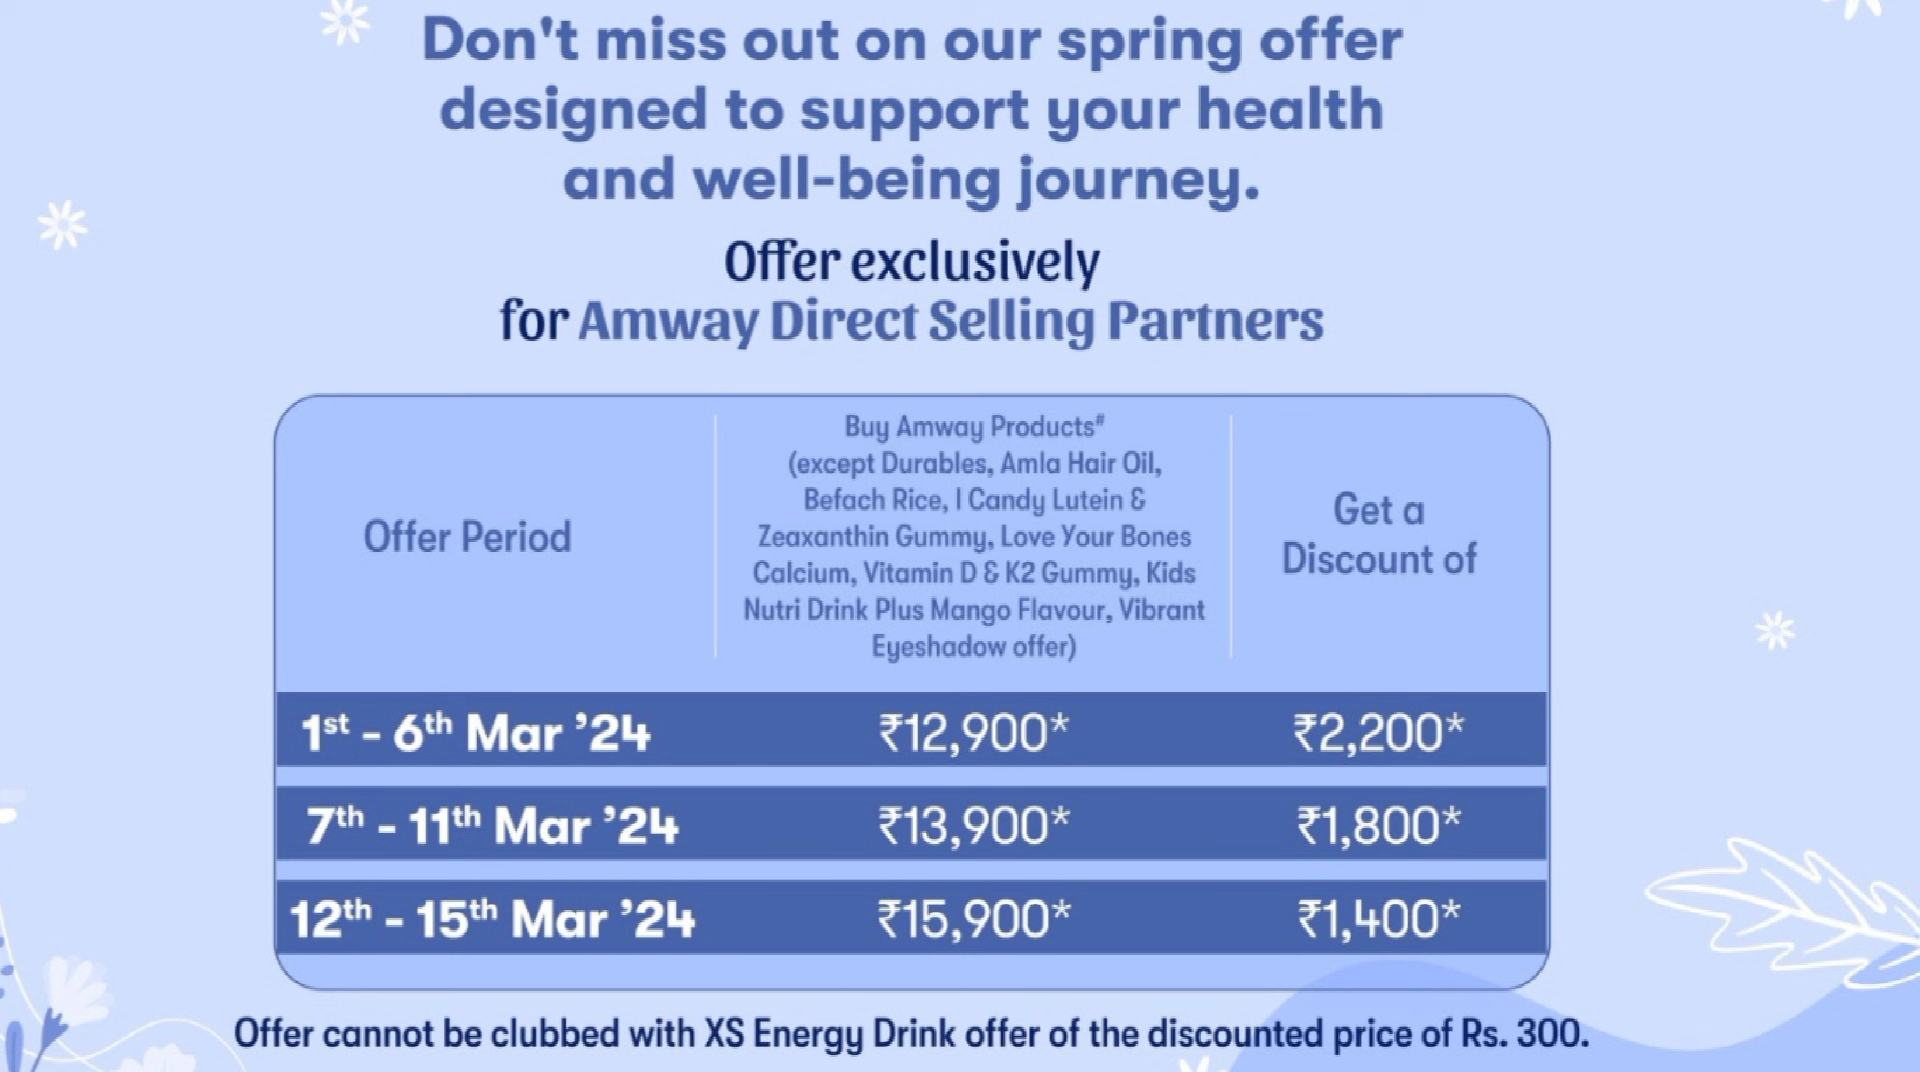 Don't miss out on our spring offer
designed to support your health
and well-being journey.
Offer exclusively
for Amway Direct Selling Partners
Offer Period
Buy Amway Products#
(except Durables, Amla Hair Oil,
Befach Rice, I Candy Lutein &
Zeaxanthin Gummy, Love Your Bones
Calcium, Vitamin D & K2 Gummy, Kids
Nutri Drink Plus Mango Flavour, Vibrant
Eyeshadow offer)
Get a
Discount of
1st - 6th Mar ’24 ₹12,900* ₹2,200*
7th - 11th Mar ’24 ₹13,900* ₹1,800*
12th - 15th Mar ’24 ₹15,900* ₹1,400*
Offer cannot be clubbed with XS Energy Drink offer of the discounted price of Rs. 300.